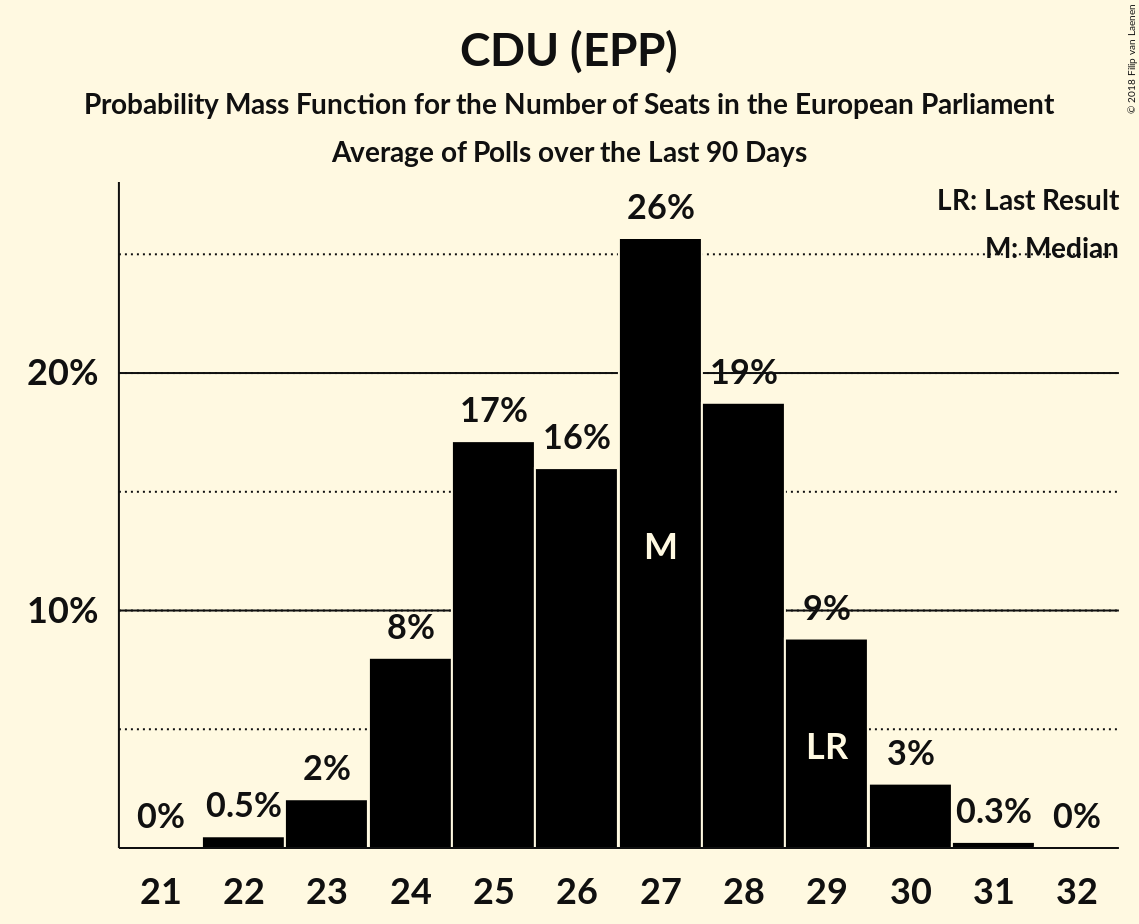 CDU (EPP)
Probability Mass Function for the Number of Seats in the European Parliament
Average of Polls over the Last 90 Days
© 2018 Filip van Laenen
LR: Last Result
M: Median
26%
20%
19%
17%
16%
M
10%
9%
8%
LR
3%
2%
0.5%
0.3%
0%
0%
21 22 23 24 25 26 27 28 29 30 31 32